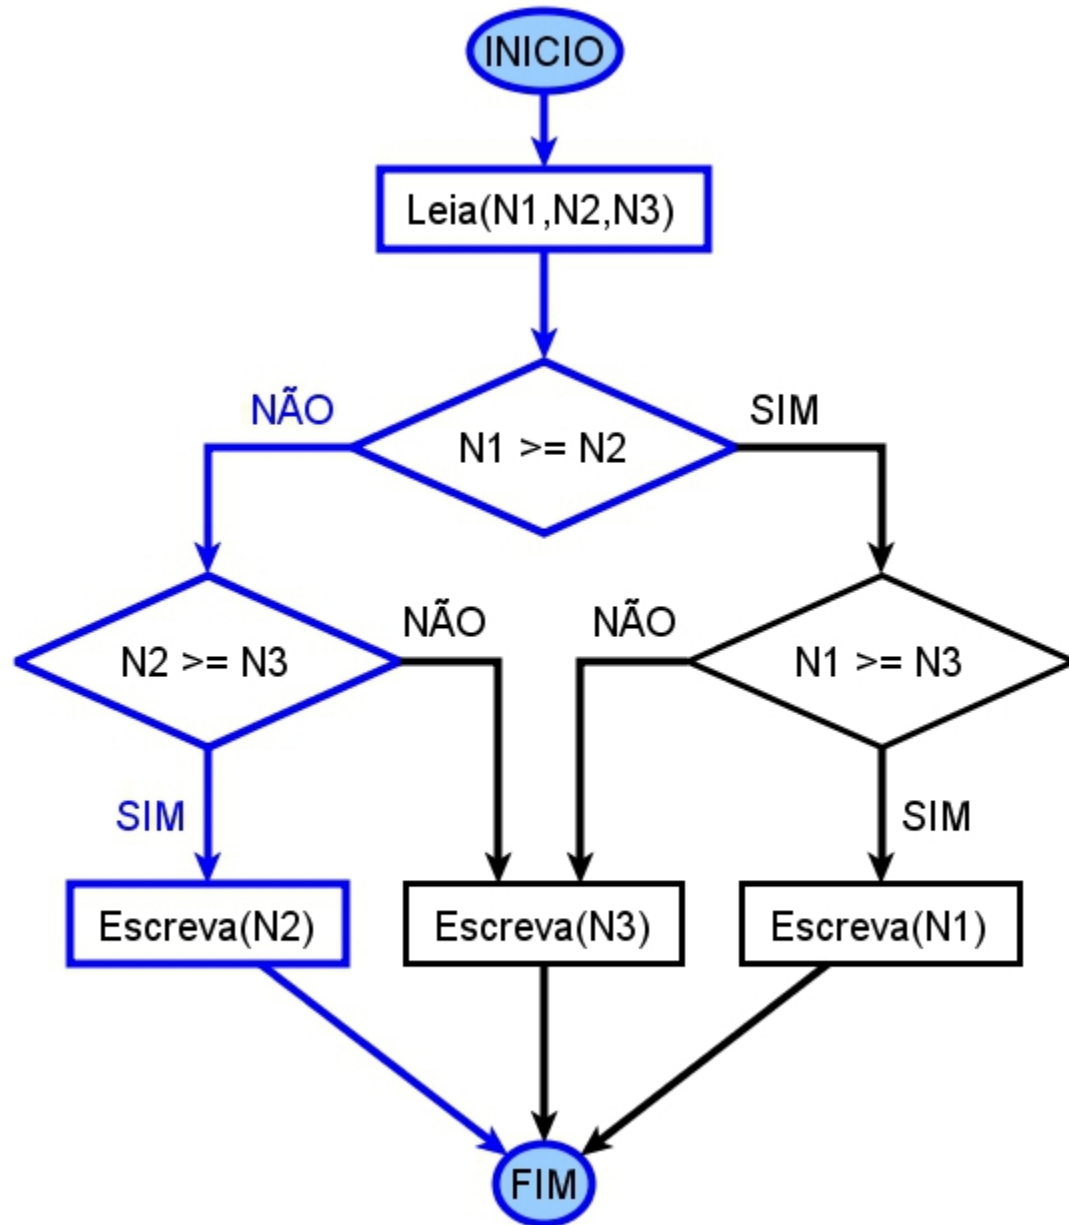 INICIO
Leia(N1,N2,N3)
NÃO
SIM
N1 >= N2
NÃO
NÃO
N2 >= N3
N1 >= N3
SIM
SIM
Escreva(N2)
Escreva(N3)
Escreva(N1)
FIM